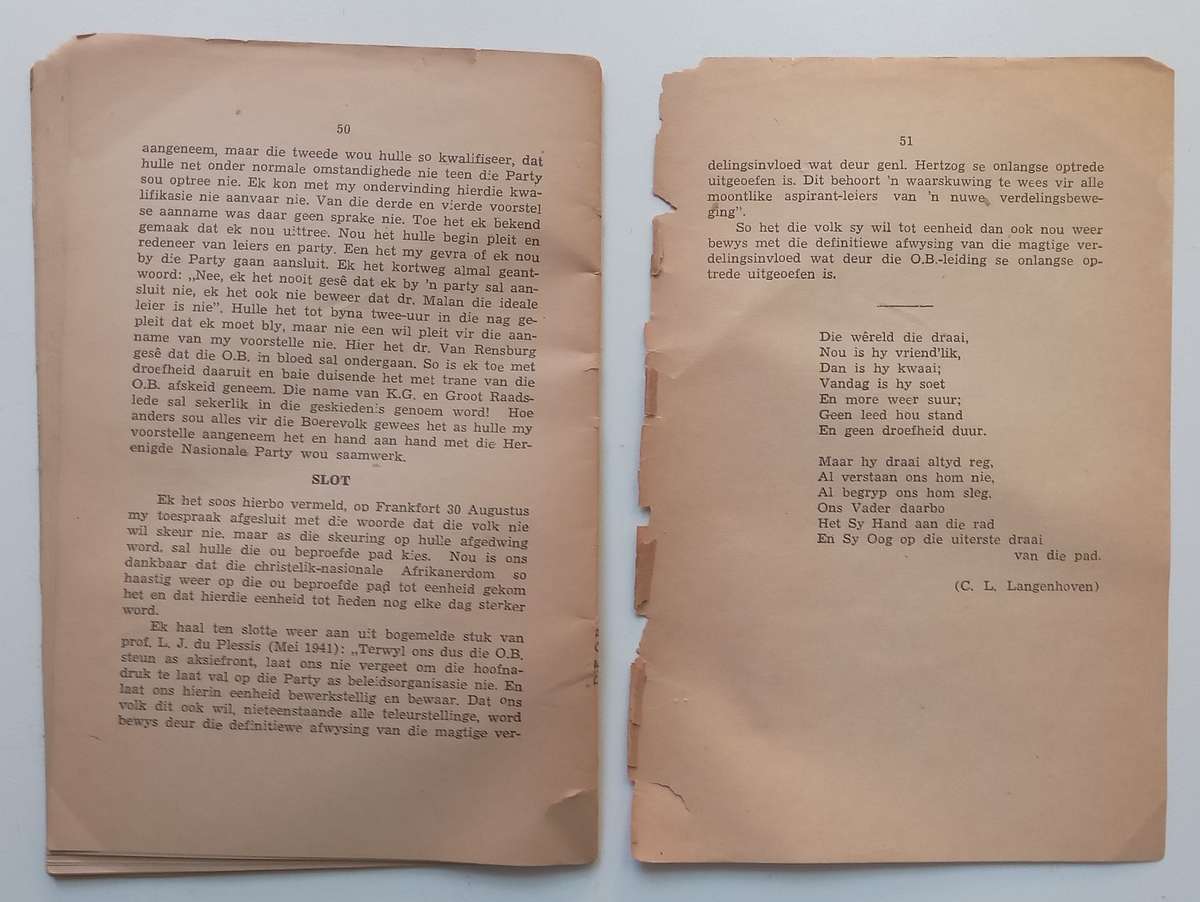 50
aangeneem, maar die tweede wou hulle so kwalifiseer, dat
hulle net onder normale omstandighede nie teen die Party
sou optree nie. Ek kon met my ondervinding hierdie kwa-
lifikasie nie aanvaar nie. Van die derde en vierde voorstel
se aanname was daar geen sprake nie. Toe het ek bekend
gemaak dat ek nou uittree. Nou het hulle begin pleit en
redeneer van leiers en party. Een het my gevra of ek nou
by die Party gaan aansluit. Ek het kortweg almal geant-
woord: „Nee, ek het nooit gesê dat ek by 'n party sal aan-
sluit nie, ek het ook nie beweer dat dr. Malan die ideale
leier is nie”. Hulle het tot byna twee-uur in die nag ge-
pleit dat ek moet bly, maar nie een wil pleit vir die aan-
name van my voorstelle nie. Hier het dr. Van Rensburg
gesê dat die O.B. in bloed sal ondergaan. So is ek toe met
droefheid daaruit en baie duisende het met trane van die
O.B. afskeid geneem. Die name van K.G. en Groot Raads-
lede sal sekerlik in die geskiedenis genoem word! Hoe
anders sou alles vir die Boerevolk gewees het as hulle my
voorstelle aangeneem het en hand aan hand met die Her-
enigde Nasionale Party wou saamwerk.
SLOT
Ek het soos hierbo vermeld, op Frankfort 30 Augustus
my toespraak afgesluit met die woorde dat die volk nie
wil skeur nie, maar as die skeuring op hulle afgedwing
word, sal hulle die ou beproefde pad kies. Nou is ons
dankbaar dat die christelik-nasionale Afrikanerdom so
haastig weer op die ou beproefde pad tot eenheid gekom
het en dat hierdie eenheid tot heden nog elke dag sterker
word.
Ek haal ten slotte weer aan uit bogemelde stuk van
prof. L. J. du Plessis (Mei 1941): „Terwyl ons dus die O.B.
steun as aksiefront, laat ons nie vergeet om die hoofna-
druk te laat val op die Party as beleidsorganisasie nie. En
laat ons hierin eenheid bewerkstellig en bewaar. Dat ons
volk dit ook wil, nieteenstaande alle teleurstellinge, word
bewys deur die definitiewe afwysing van die magtige ver-
51
delingsinvloed wat deur genl. Hertzog se onlangse optrede
uitgeoefen is. Dit behoort 'n waarskuwing te wees vir alle
moontlike aspirant-leiers van 'n nuwe verdelingsbewe-
ging”.
So het die volk sy wil tot eenheid dan ook nou weer
bewys met die definitiewe afwysing van die magtige ver-
delingsinvloed wat deur die O.B.-leiding se onlangse op-
trede uitgeoefen is.
Die wêreld die draai,
Nou is hy vriend'lik,
Dan is hy kwaai;
Vandag is hy soet
En more weer suur;
Geen leed hou stand
En geen droefheid duur.
Maar hy draai altyd reg,
Al verstaan ons hom nie,
Al begryp ons hom sleg.
Ons Vader daarbo
Het Sy Hand aan die rad
En Sy Oog op die uiterste draai
van die pad.
(C. L. Langenhoven)